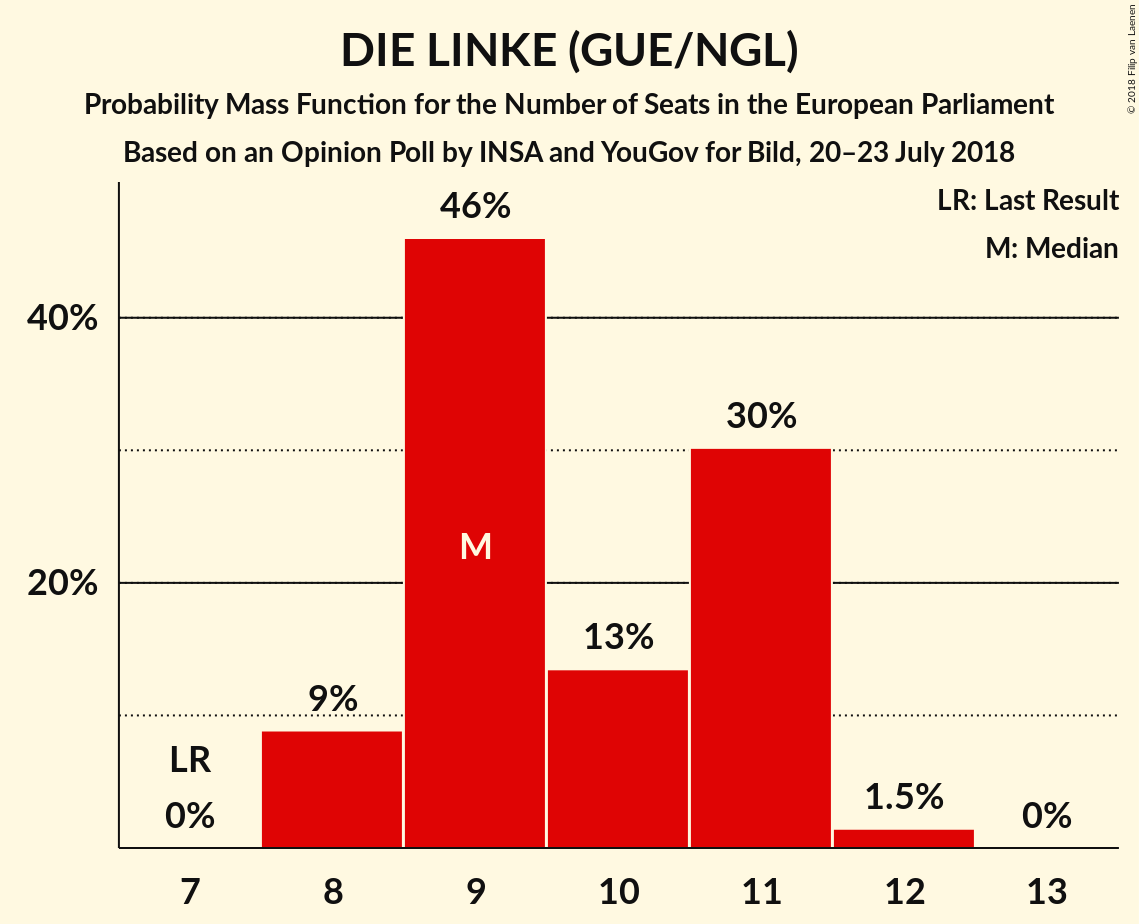 DIE LINKE (GUE/NGL)
Probability Mass Function for the Number of Seats in the European Parliament
Based on an Opinion Poll by INSA and YouGov for Bild, 20–23 July 2018
© 2018 Filip van Laenen
LR: Last Result
M: Median
46%
40%
30%
M
20%
13%
9%
LR
1.5%
0%
0%
7 8 9 10 11 12 13